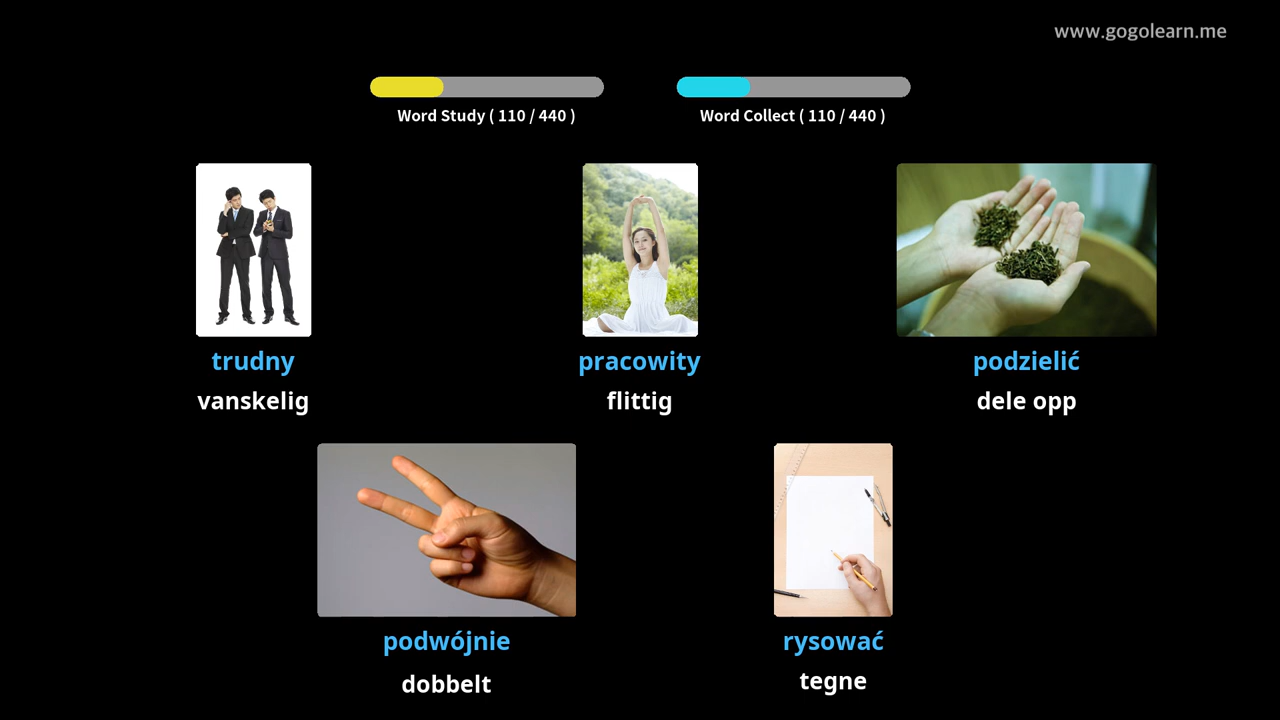 www.gogolearn.me
Word Study ( 110 / 440 )
Word Collect ( 110 / 440 )
trudny
vanskelig
pracowity
flittig
podzielić
dele opp
podwójnie
dobbelt
rysować
tegne